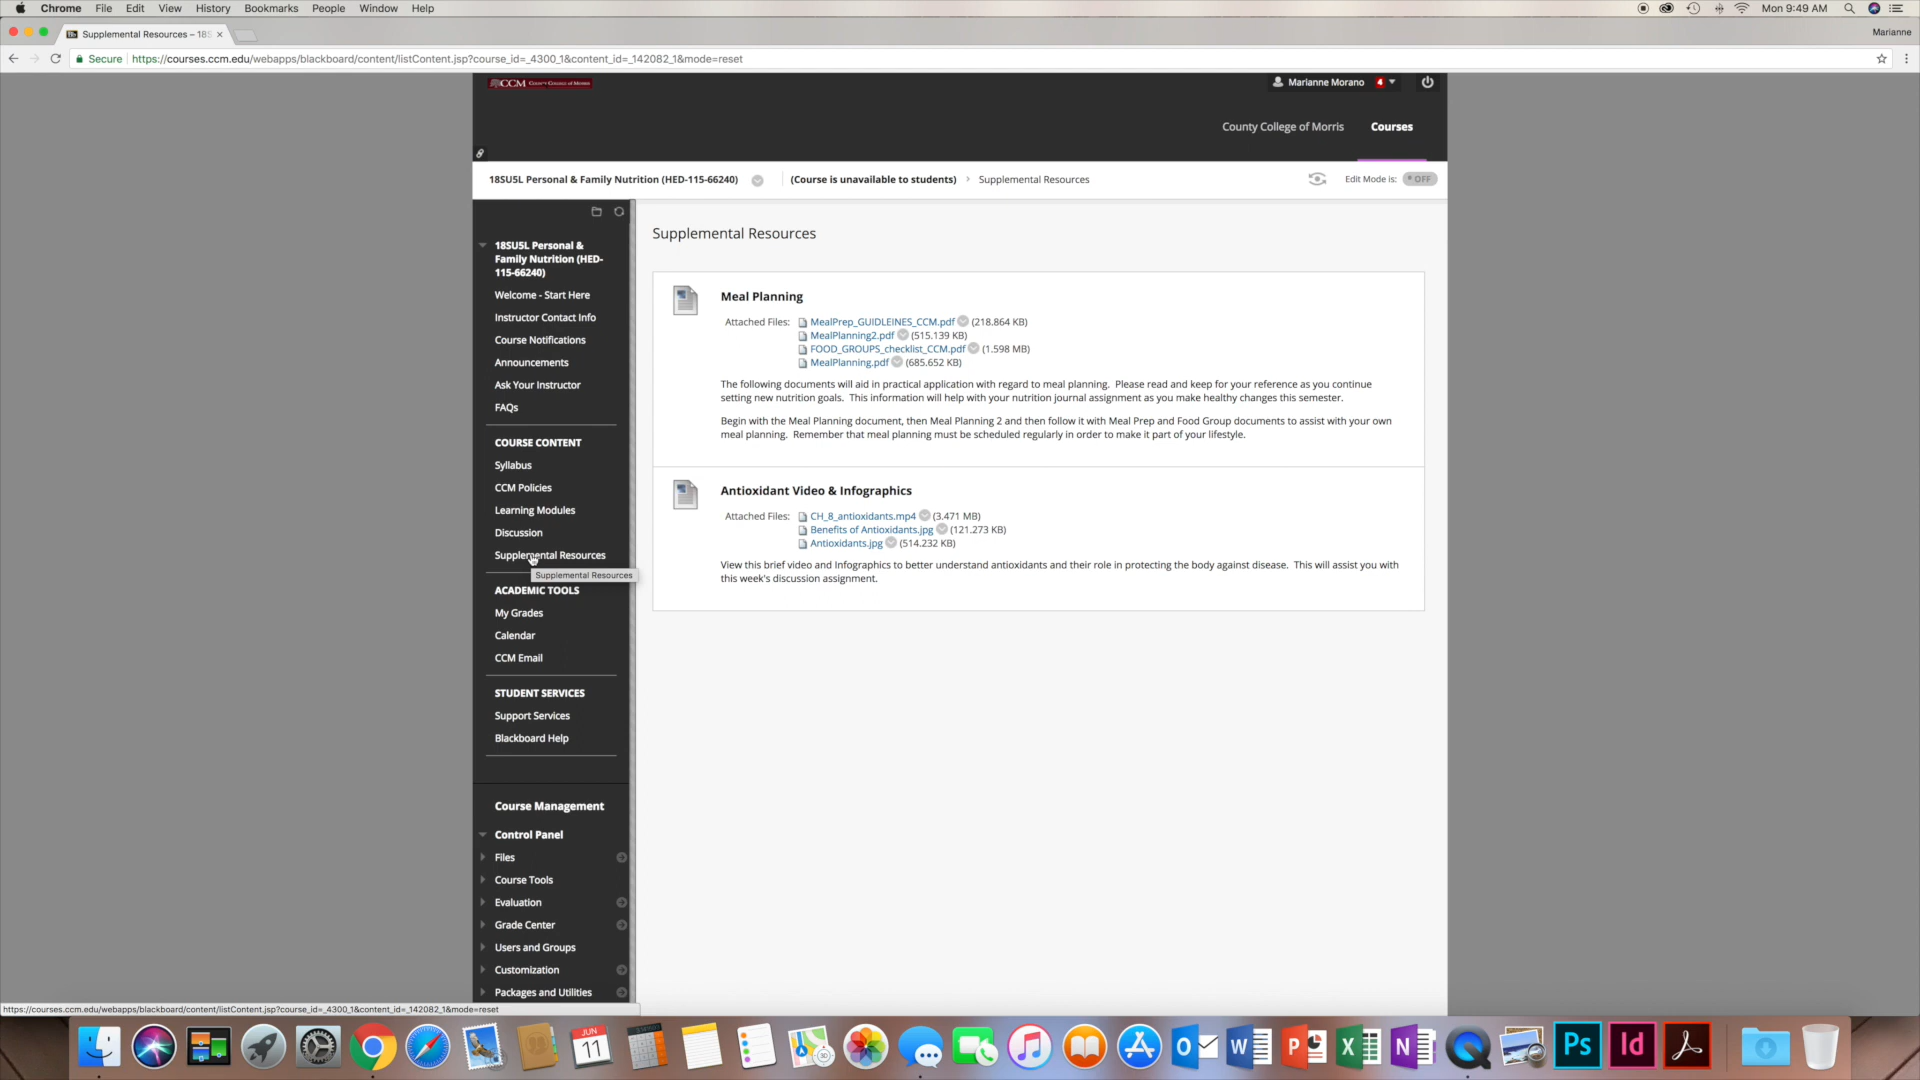 Chrome File Edit View History Bookmarks People Window Help Mon 9:49 AM
Supplemental Resources – 18S
Marianne
Secure https://courses.ccm.edu/webapps/blackboard/content/listContent.jsp?course_id=_4300_1&content_id=_142082_1&mode=reset
CCM County College of Morris
Marianne Morano 4
County College of Morris Courses
18SU5L Personal & Family Nutrition (HED-115-66240) (Course is unavailable to students) Supplemental Resources Edit Mode is: OFF
18SU5L Personal &
Family Nutrition (HED-
115-66240)
Welcome - Start Here
Instructor Contact Info
Course Notifications
Announcements
Ask Your Instructor
FAQs
COURSE CONTENT
Syllabus
CCM Policies
Learning Modules
Discussion
Supplemental Resources
Supplemental Resources
ACADEMIC TOOLS
My Grades
Calendar
CCM Email
STUDENT SERVICES
Support Services
Blackboard Help
Course Management
Control Panel
Files
Course Tools
Evaluation
Grade Center
Users and Groups
Customization
Packages and Utilities
Supplemental Resources
Meal Planning
Attached Files: MealPrep_GUIDLEINES_CCM.pdf (218.864 KB)
MealPlanning2.pdf (515.139 KB)
FOOD_GROUPS_checklist_CCM.pdf (1.598 MB)
MealPlanning.pdf (685.652 KB)
The following documents will aid in practical application with regard to meal planning. Please read and keep for your reference as you continue
setting new nutrition goals. This information will help with your nutrition journal assignment as you make healthy changes this semester.
Begin with the Meal Planning document, then Meal Planning 2 and then follow it with Meal Prep and Food Group documents to assist with your own
meal planning. Remember that meal planning must be scheduled regularly in order to make it part of your lifestyle.
Antioxidant Video & Infographics
Attached Files: CH_8_antioxidants.mp4 (3.471 MB)
Benefits of Antioxidants.jpg (121.273 KB)
Antioxidants.jpg (514.232 KB)
View this brief video and Infographics to better understand antioxidants and their role in protecting the body against disease. This will assist you with
this week's discussion assignment.
https://courses.ccm.edu/webapps/blackboard/content/listContent.jsp?course_id=_4300_1&content_id=_142082_1&mode=reset
JUN
11
Ps
Id